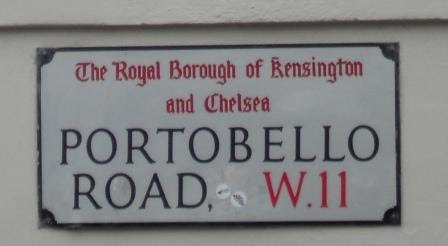 The Royal Borough of Kensington
and Chelsea
PORTOBELLO
ROAD, W.11